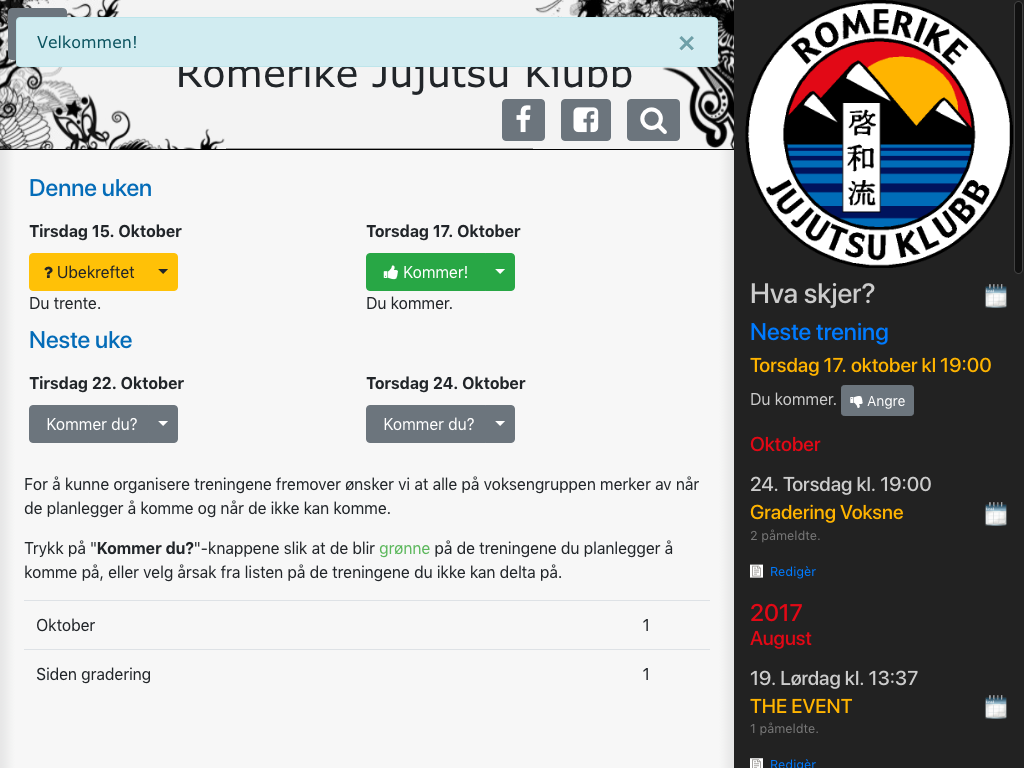 Velkommen!
×
Romerike Jujutsu Klubb
Denne uken
Tirsdag 15. Oktober
Torsdag 17. Oktober
? Ubekreftet
Kommer!
Du trente.
Du kommer.
Neste uke
Tirsdag 22. Oktober
Torsdag 24. Oktober
Kommer du?
Kommer du?
For å kunne organisere treningene fremover ønsker vi at alle på voksengruppen merker av når
de planlegger å komme og når de ikke kan komme.
Trykk på "Kommer du?"-knappene slik at de blir grønne på de treningene du planlegger å
komme på, eller velg årsak fra listen på de treningene du ikke kan delta på.
Oktober 1
Siden gradering 1
ROMERIKE
啓和流
JUJUTSU KLUBB
Hva skjer?
Neste trening
Torsdag 17. oktober kl 19:00
Du kommer. Angre
Oktober
24. Torsdag kl. 19:00
Gradering Voksne
2 påmeldte.
Redigèr
2017
August
19. Lørdag kl. 13:37
THE EVENT
1 påmeldte.
Redigèr